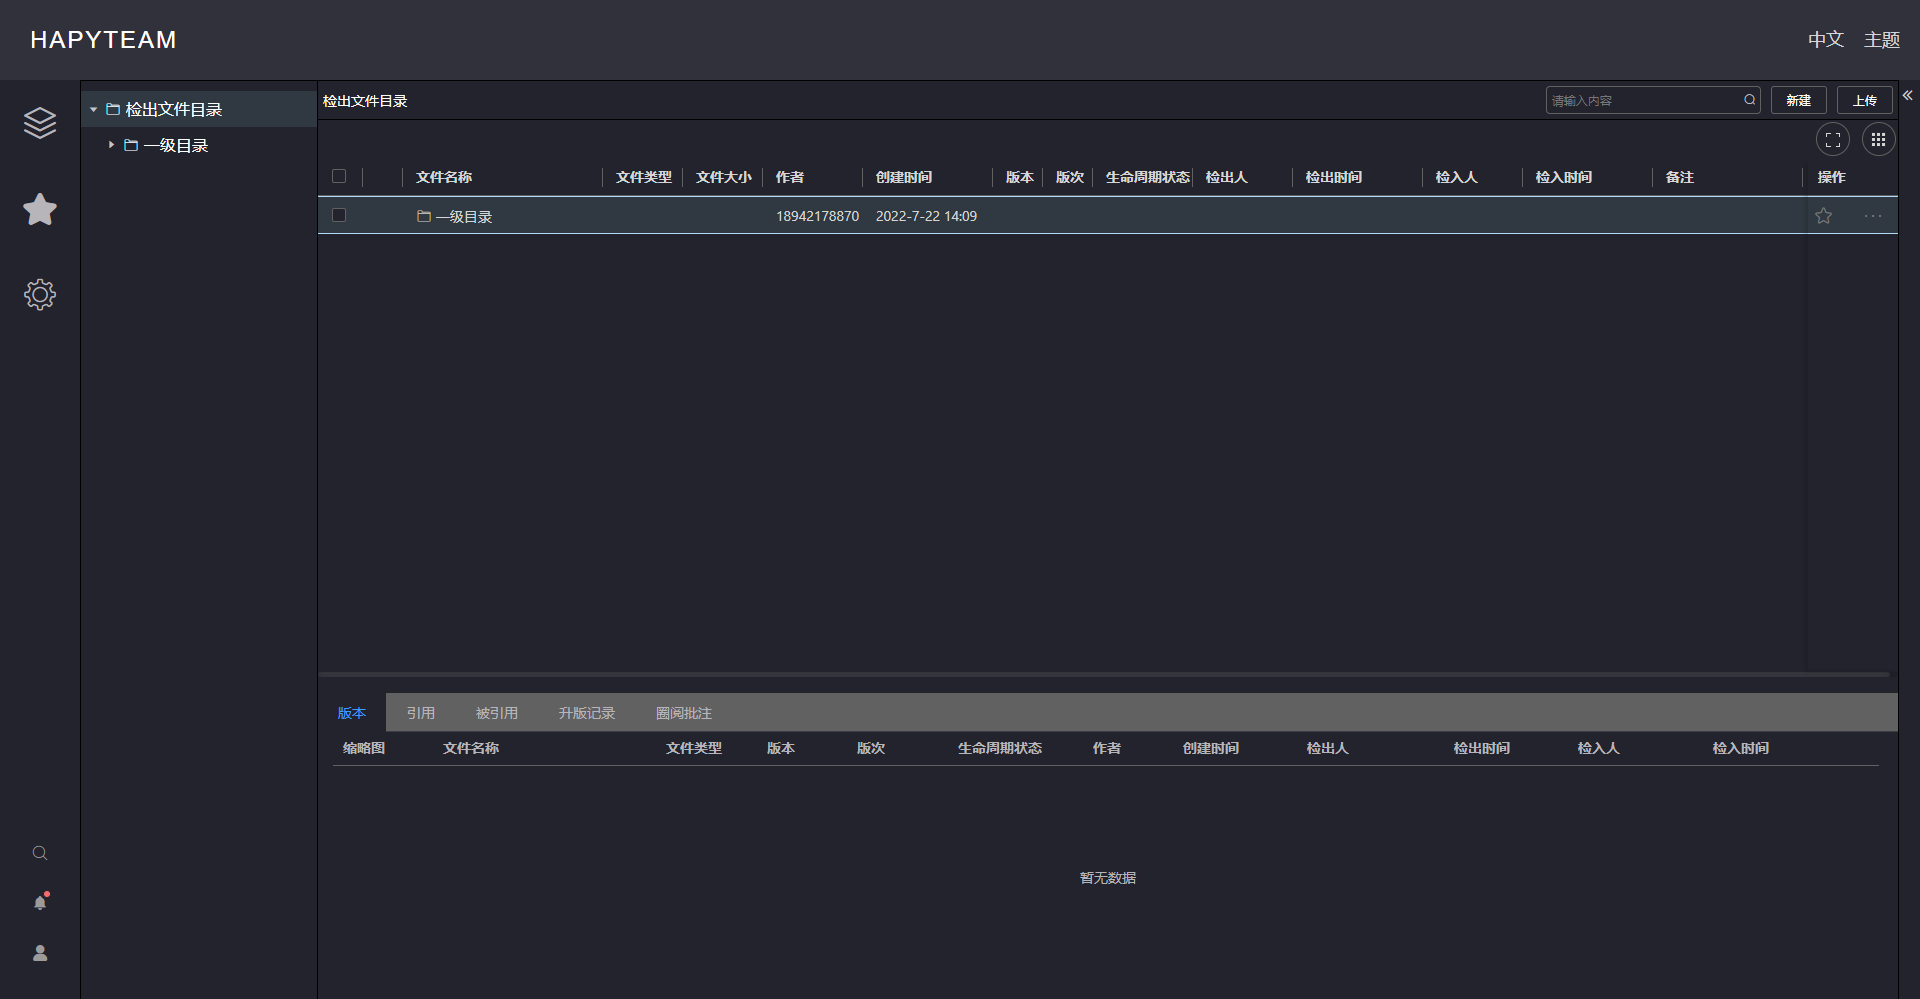 HAPYTEAM
中文 主题
检出文件目录
一级目录
检出文件目录
请输入内容 新建 上传
文件名称 文件类型 文件大小 作者 创建时间 版本 版次 生命周期状态 检出人 检出时间 检入人 检入时间 备注 操作
一级目录 18942178870 2022-7-22 14:09
版本 引用 被引用 升版记录 圈阅批注
缩略图 文件名称 文件类型 版本 版次 生命周期状态 作者 创建时间 检出人 检出时间 检入人 检入时间
暂无数据